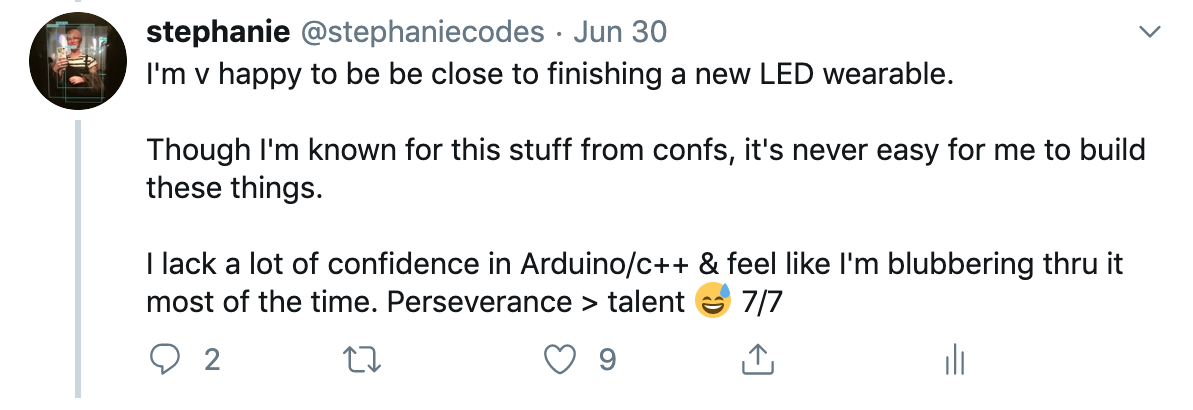 stephanie @stephaniecodes · Jun 30
I'm v happy to be be close to finishing a new LED wearable.
Though I'm known for this stuff from confs, it's never easy for me to build
these things.
I lack a lot of confidence in Arduino/c++ & feel like I'm blubbering thru it
most of the time. Perseverance > talent 😅 7/7
2 9